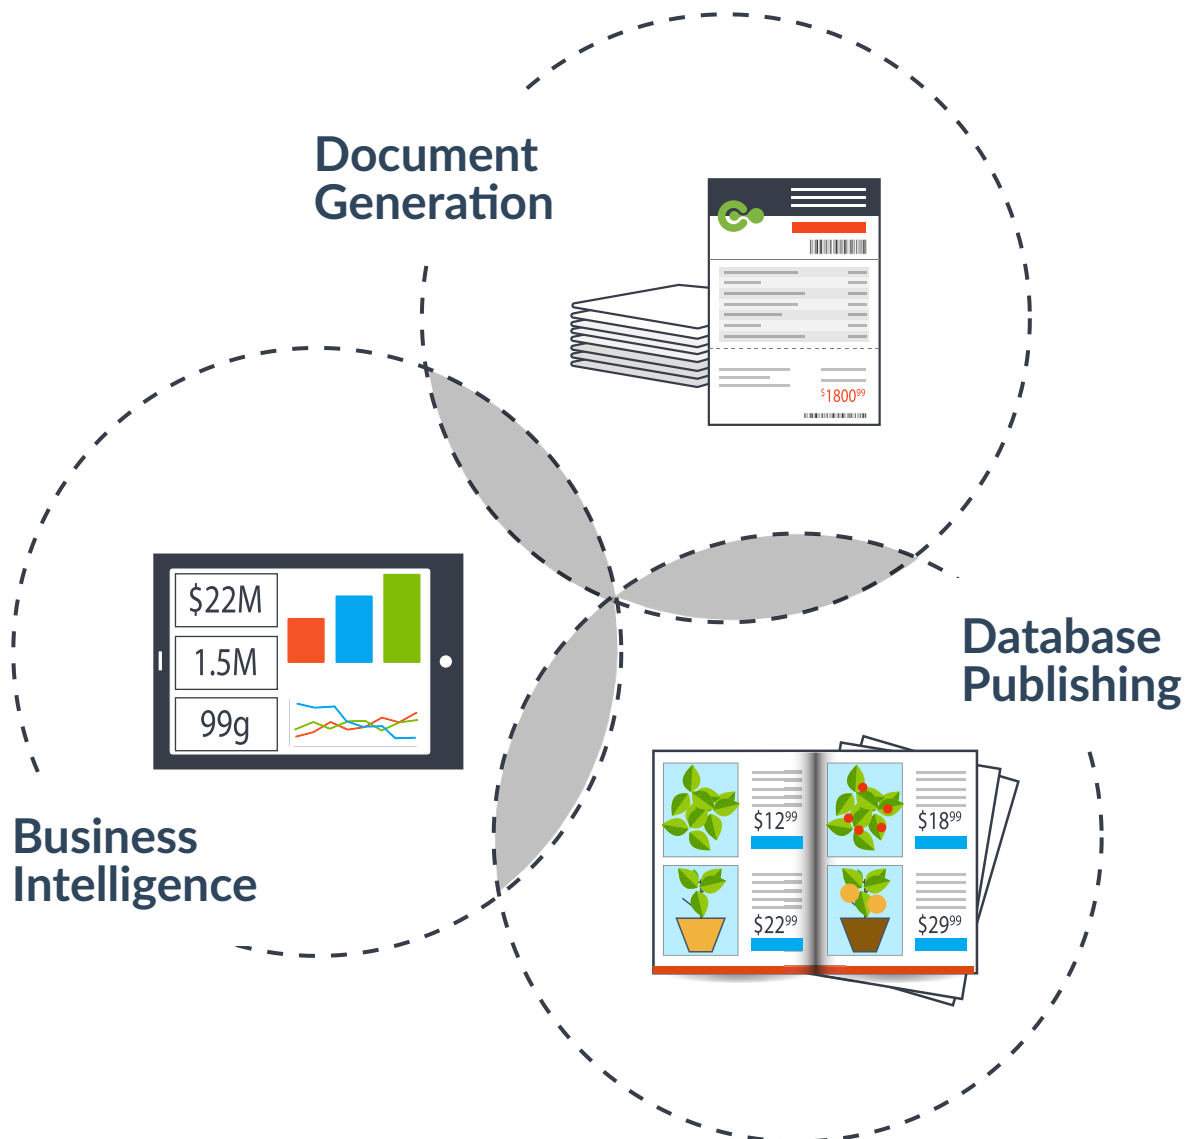 Document
Generation
$1800⁹⁹
$22M
1.5M
99g
Database
Publishing
$12⁹⁹
$18⁹⁹
$22⁹⁹
$29⁹⁹
Business
Intelligence